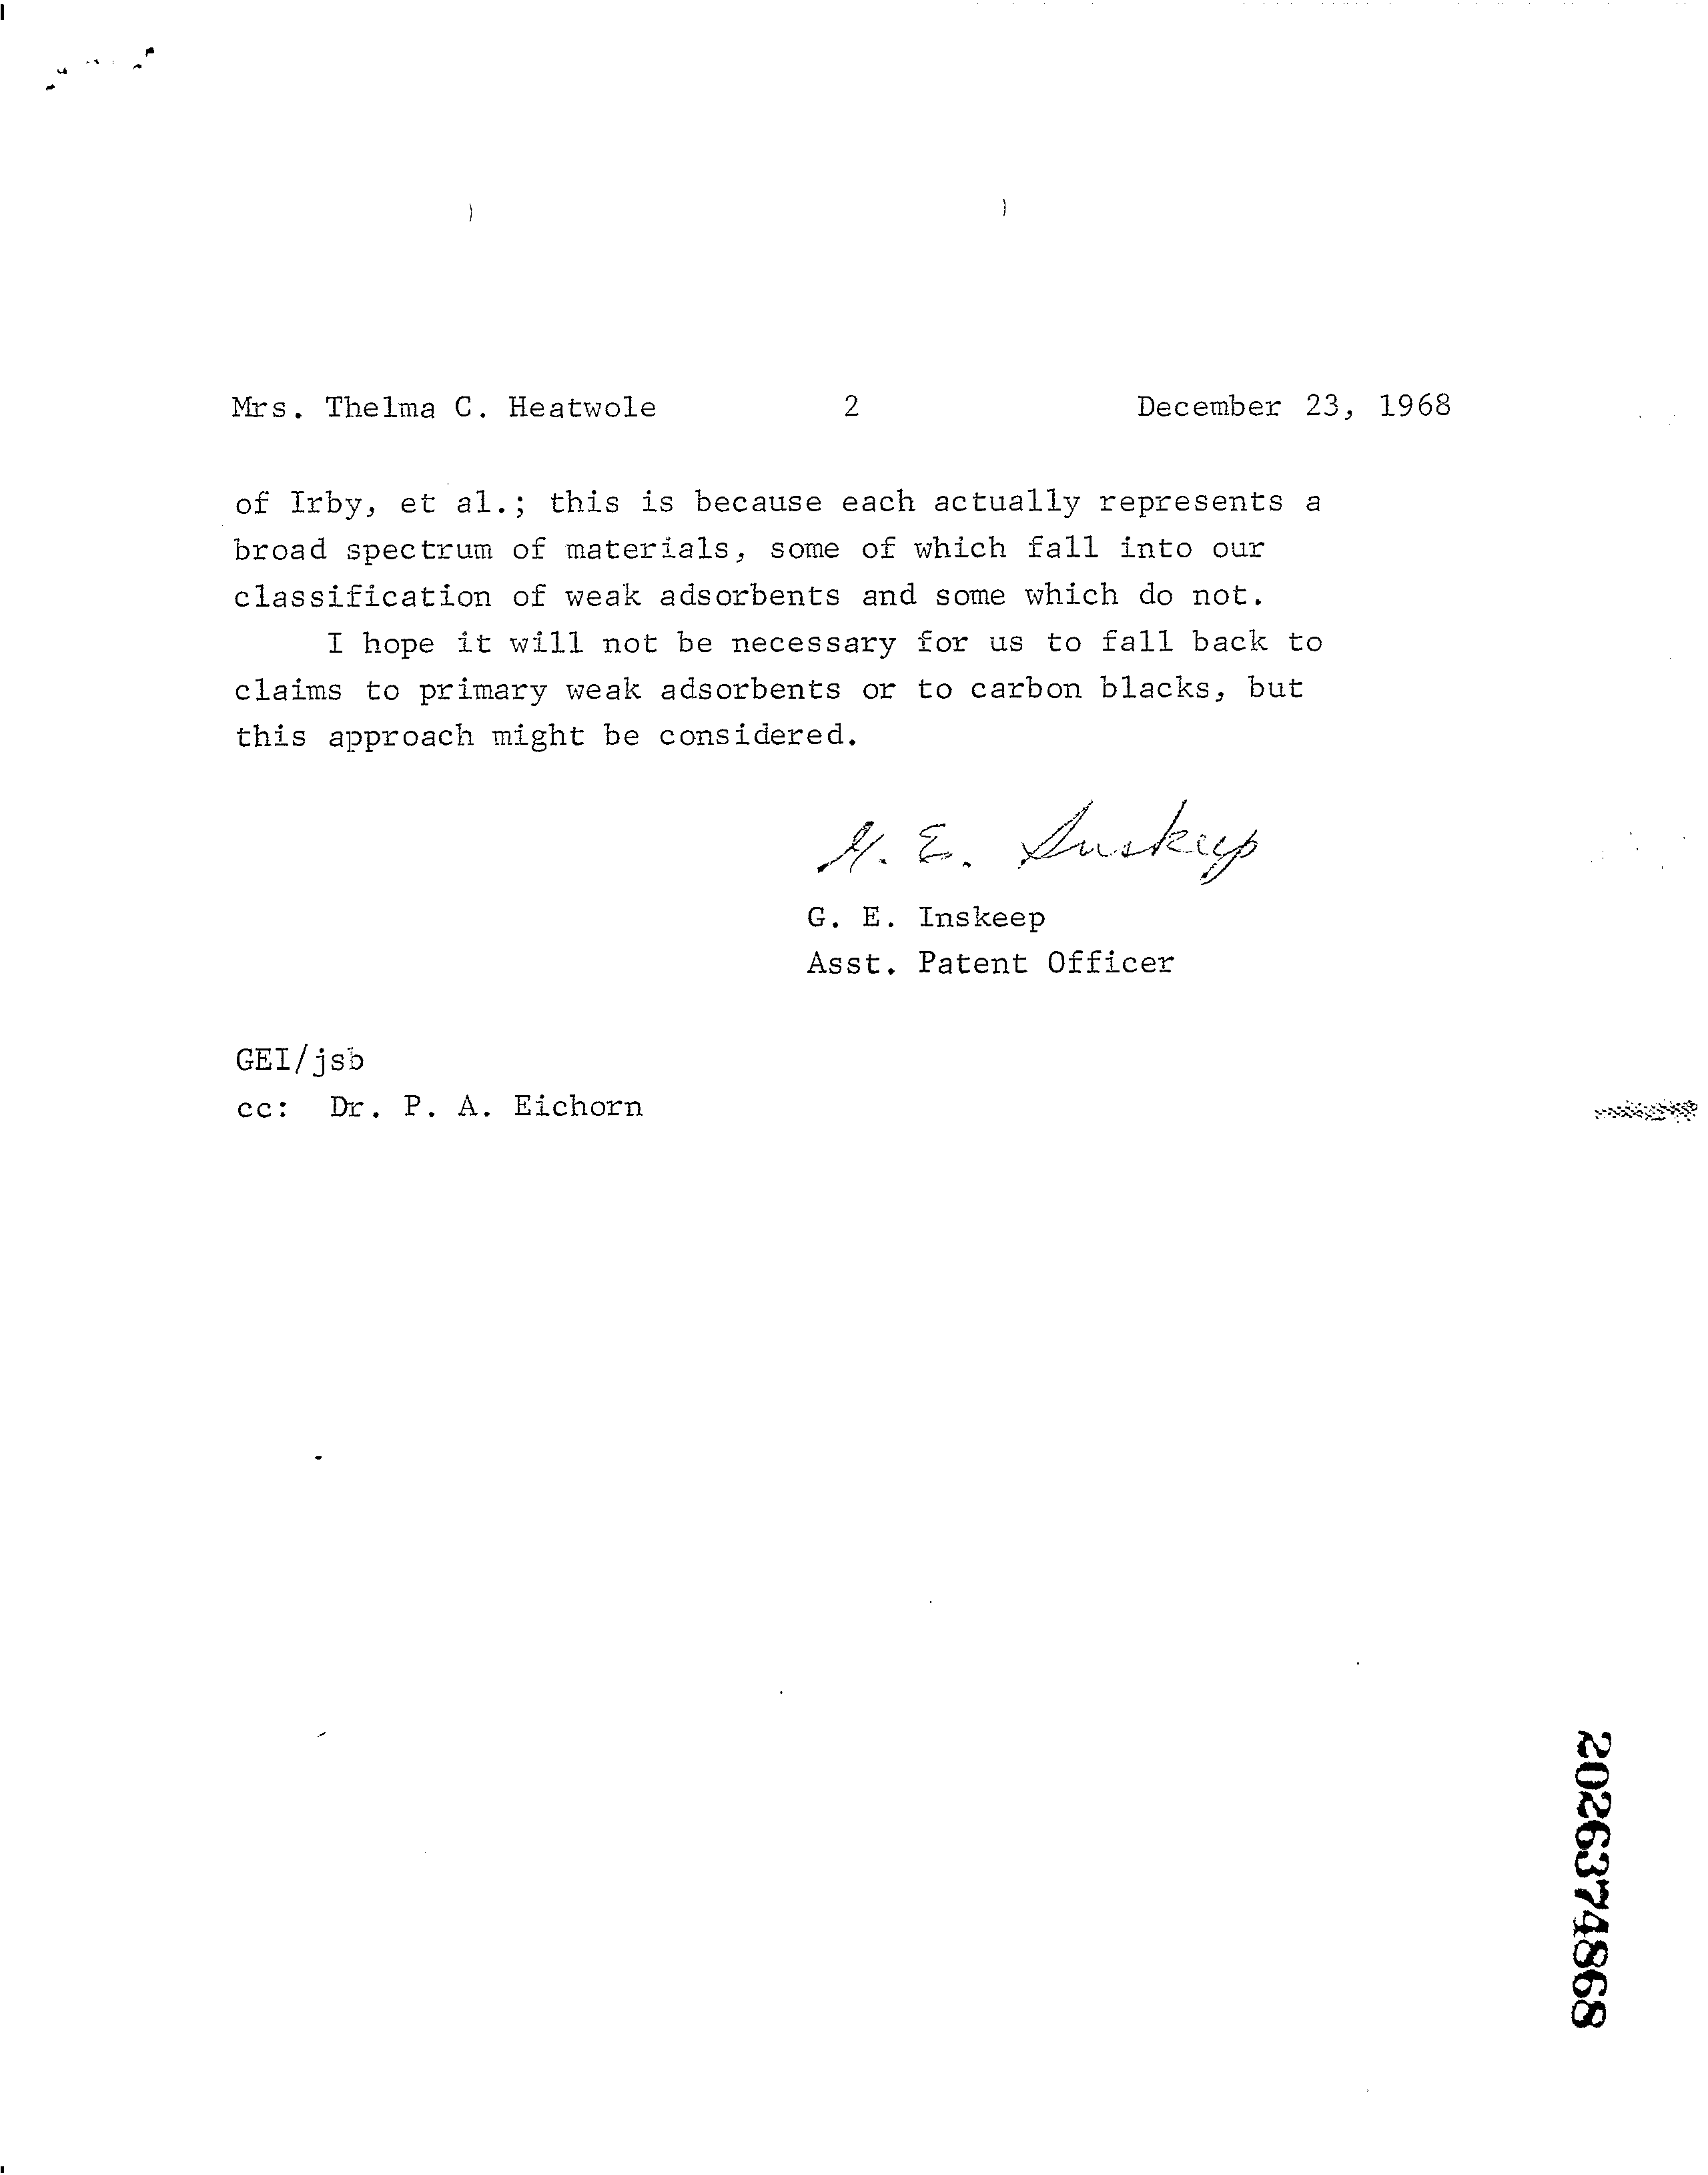 Mrs. Thelma C. Heatwole 2 December 23, 1968
of Irby, et al.; this is because each actually represents a
broad spectrum of materials, some of which fall into our
classification of weak adsorbents and some which do not.
I hope it will not be necessary for us to fall back to
claims to primary weak adsorbents or to carbon blacks, but
this approach might be considered.
G. E. Inskeep
G. E. Inskeep
Asst. Patent Officer
GEI/jsb
cc: Dr. P. A. Eichorn
2026374868